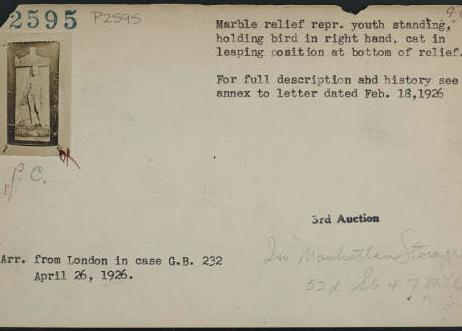 2595 P2595
Marble relief repr. youth standing,
holding bird in right hand. cat in
leaping position at bottom of relief.
For full description ahd history see
annex to letter dated Feb. 18,1926
P. C.
3rd Auction
Arr. from London in case G.B. 232
April 26, 1926.
In Manhattan Storage
52d St & 7